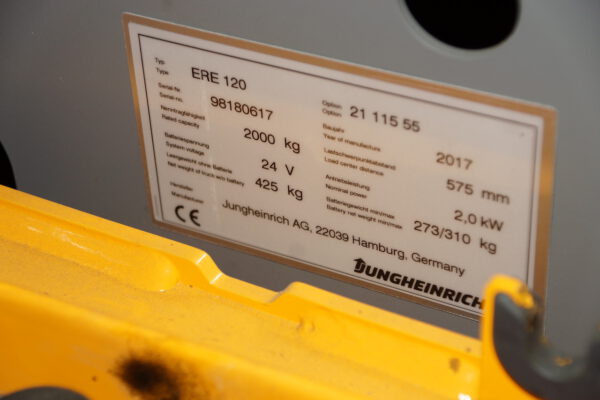 Typ
Type
ERE 120
Option
Option
21 115 55
Serial-Nr
Serial-no.
98180617
Baujahr
Year of manufacture
2017
Nenntragfähigkeit
Rated capacity
2000 kg
Lastschwerpunktabstand
Load center distance
575 mm
Batteriespannung
System voltage
24 V
Antriebsleistung
Nominal power
2,0 kW
Leergewicht ohne Batterie
Net weight of truck w/o battery
425 kg
Batteriegewicht min/max
Battery net weight min/max
273/310 kg
Hersteller
Manufacturer
Jungheinrich AG, 22039 Hamburg, Germany
CE
JUNGHEINRICH